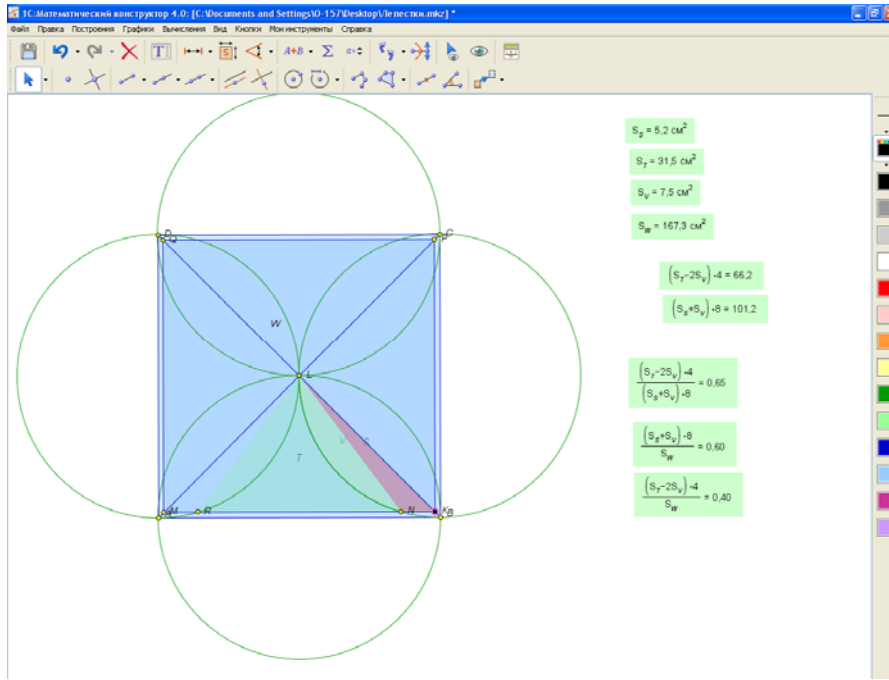 1С:Математический конструктор 4.0: [C:\Documents and Settings\O-157\Desktop\Лепестки.mkz] *
Файл Правка Построения Графики Вычисления Вид Кнопки Мои инструменты Справка
T
S
A+B
Σ
S_S = 5,2 см²
S_T = 31,5 см²
S_V = 7,5 см²
S_W = 167,3 см²
D Q C P
(S_T−2S_V)·4 = 66,2
(S_S+S_V)·8 = 101,2
W
L
(S_T−2S_V)·4 / (S_S+S_V)·8 = 0,65
V S
T
(S_S+S_V)·8 / S_W = 0,60
(S_T−2S_V)·4 / S_W = 0,40
M R N K B